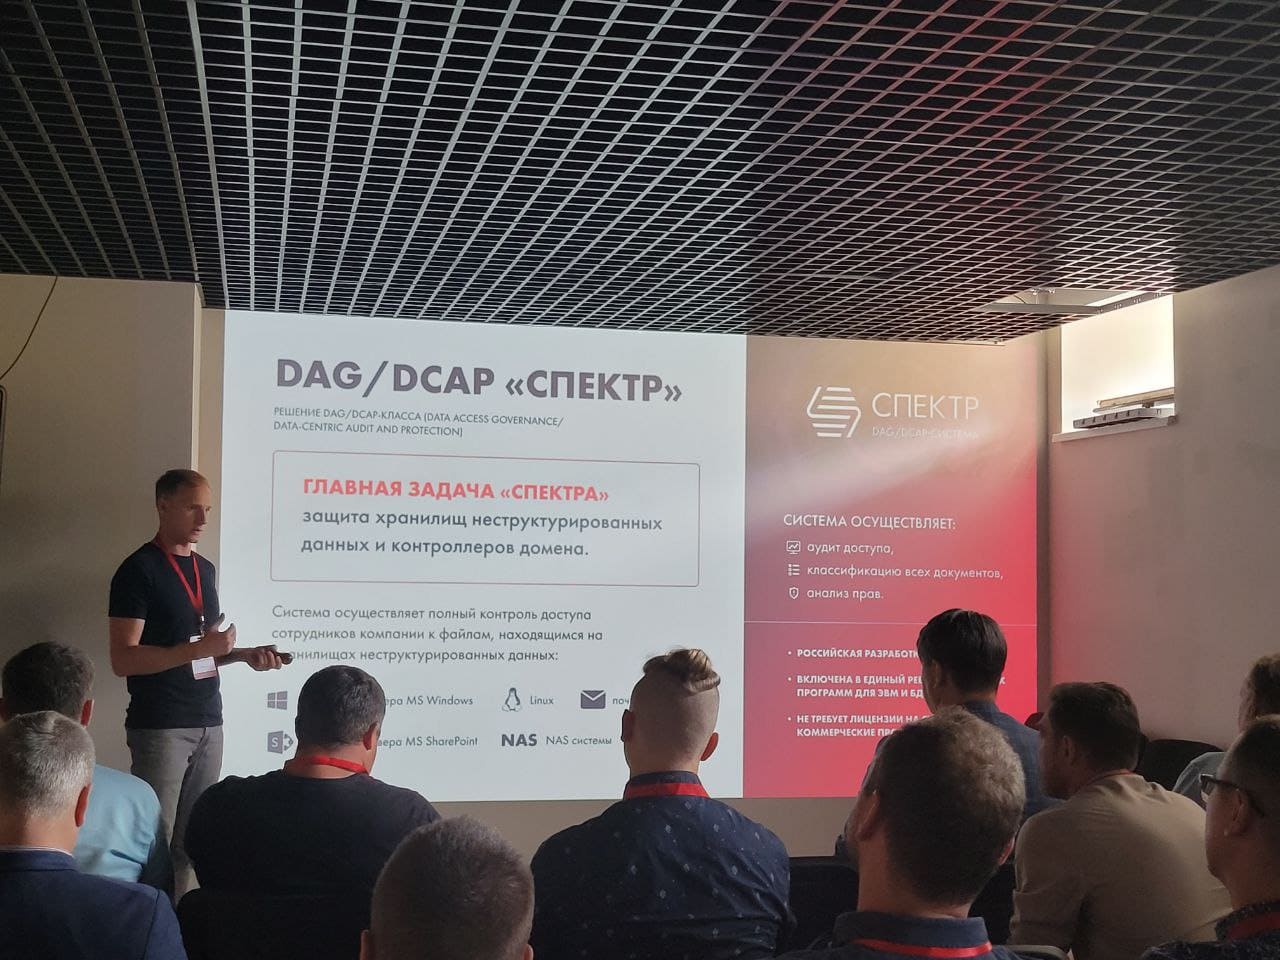 DAG/DCAP «СПЕКТР»
РЕШЕНИЕ DAG/DCAP-КЛАССА (DATA ACCESS GOVERNANCE/
DATA-CENTRIC AUDIT AND PROTECTION)
ГЛАВНАЯ ЗАДАЧА «СПЕКТРА»
защита хранилищ неструктурированных
данных и контроллеров домена.
Система осуществляет полный контроль доступа
сотрудников компании к файлам, находящимся на
неструктурированных данных:
MS Windows
Linux
MS SharePoint
NAS
NAS системы
СПЕКТР
DAG/DCAP-СИСТЕМА
СИСТЕМА ОСУЩЕСТВЛЯЕТ:
аудит доступа,
классификацию всех документов,
анализ прав.
• РОССИЙСКАЯ
• ВКЛЮЧЕНА В ЕДИНЫЙ
ПРОГРАММ ДЛЯ ЭВМ И БД
• НЕ ТРЕБУЕТ ЛИЦЕНЗИИ НА
КОММЕРЧЕСКИЕ